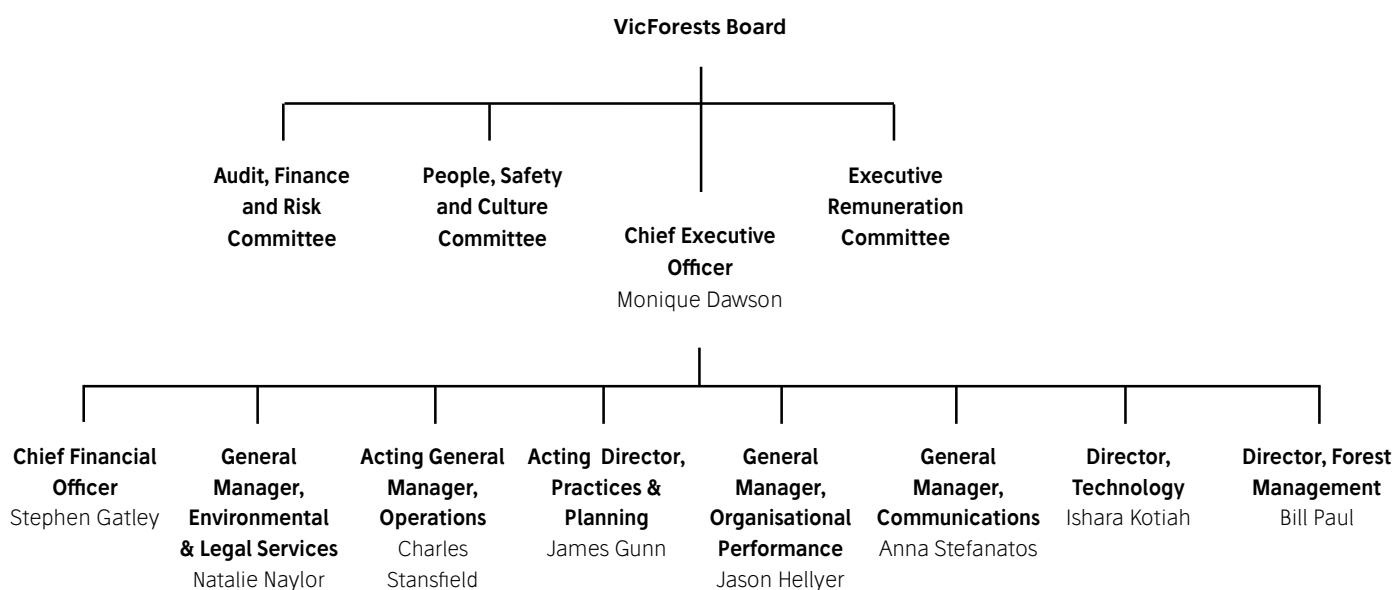 VicForests Board
Audit, Finance
and Risk
Committee
People, Safety
and Culture
Committee
Chief Executive
Officer
Monique Dawson
Executive
Remuneration
Committee
Chief Financial
Officer
Stephen Gatley
General
Manager,
Environmental
& Legal Services
Natalie Naylor
Acting General
Manager,
Operations
Charles
Stansfield
Acting Director,
Practices &
Planning
James Gunn
General
Manager,
Organisational
Performance
Jason Hellyer
General
Manager,
Communications
Anna Stefanatos
Director,
Technology
Ishara Kotiah
Director, Forest
Management
Bill Paul